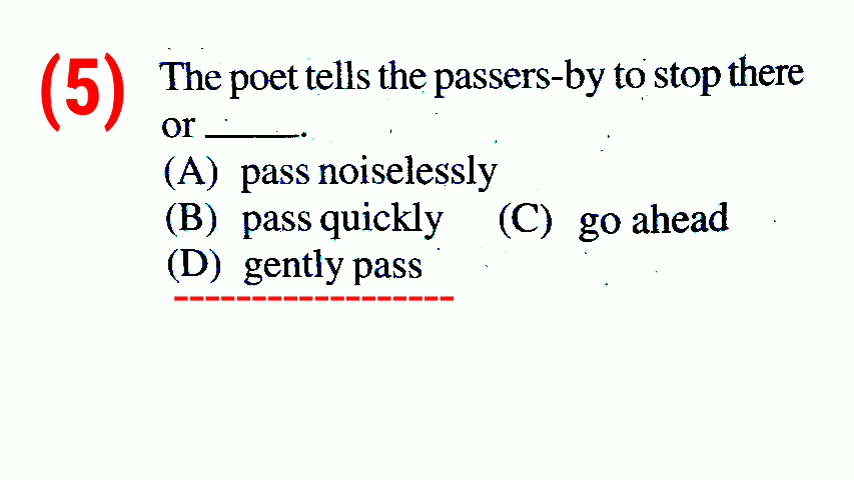 (5) The poet tells the passers-by to stop there
or _____.
(A) pass noiselessly
(B) pass quickly (C) go ahead
(D) gently pass